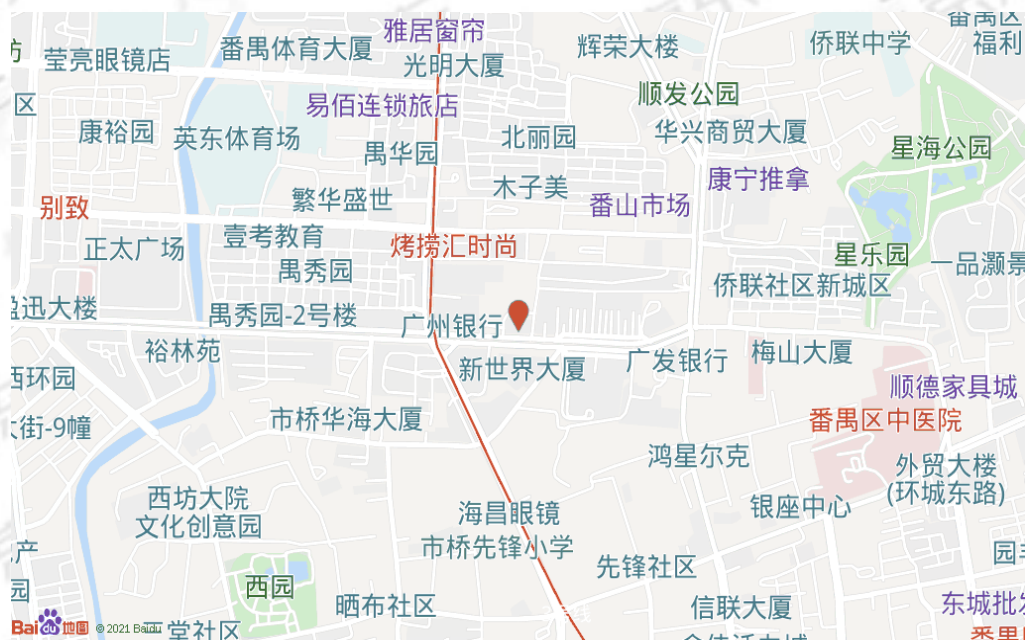 番禺区
福利
雅居窗帘
莹亮眼镜店
番禺体育大厦
光明大厦
辉荣大楼
侨联中学
区
易佰连锁旅店
顺发公园
康裕园
英东体育场
禺华园
北丽园
华兴商贸大厦
星海公园
木子美
康宁推拿
别致
繁华盛世
番山市场
正太广场
壹考教育
烤捞汇时尚
星乐园
一品灏景
禺秀园
侨联社区新城区
盈迅大楼
禺秀园-2号楼
广州银行
裕林苑
新世界大厦
广发银行
梅山大厦
西环园
顺德家具城
大街-9幢
市桥华海大厦
番禺区中医院
鸿星尔克
外贸大楼
(环城东路)
西坊大院
文化创意园
海昌眼镜
银座中心
市桥先锋小学
产
园
先锋社区
西园
晒布社区
信联大厦
东城批发
Baidu地图 © 2021 Baidu